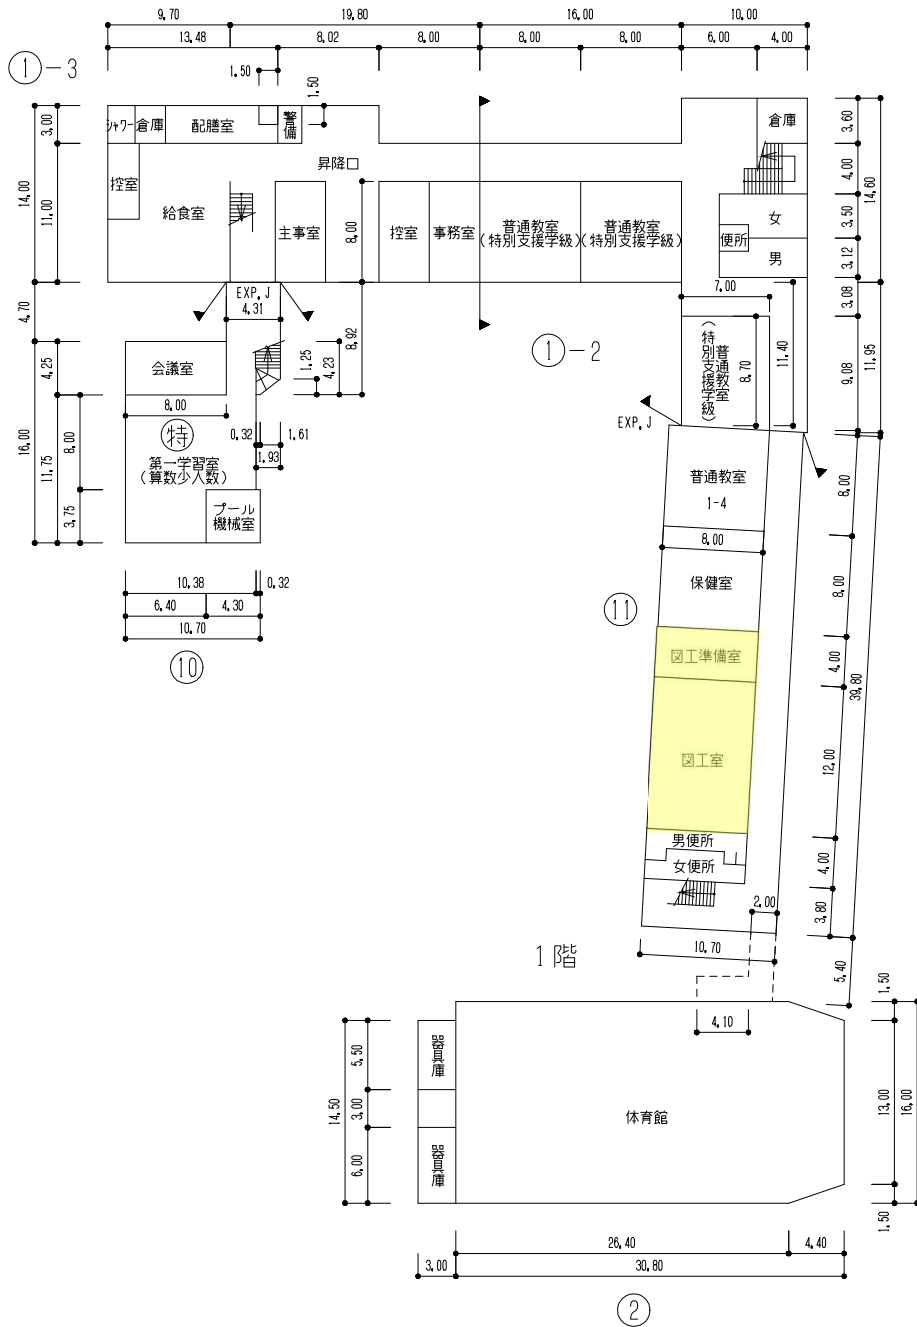 9.70
19.80
16.00
10.00
13.48
8.02
8.00
8.00
8.00
6.00
4.00
①-3
1.50
1.50
シャワー
倉庫
配膳室
警備
倉庫
3.00
14.00
11.00
3.60
4.00
14.60
3.50
3.12
昇降口
控室
給食室
主事室
8.00
控室
事務室
普通教室
(特別支援学級)
普通教室
(特別支援学級)
女
便所
男
7.00
EXP.J
4.31
4.70
4.25
8.92
1.25
4.23
①-2
会議室
8.00
特
第一学習室
(算数少人数)
0.32
1.61
1.93
プール
機械室
16.00
11.75
8.00
3.75
普通教室
(特別支援学級)
8.70
11.40
3.08
9.08
11.95
EXP.J
普通教室
1-4
8.00
8.00
10.38
0.32
6.40
4.30
10.70
⑩
保健室
8.00
⑪
図工準備室
4.00
39.80
図工室
12.00
男便所
女便所
4.00
3.80
2.00
10.70
5.40
1階
4.10
1.50
器具庫
5.50
14.50
3.00
6.00
器具庫
体育館
13.00
16.00
1.50
26.40
4.40
3.00
30.80
②